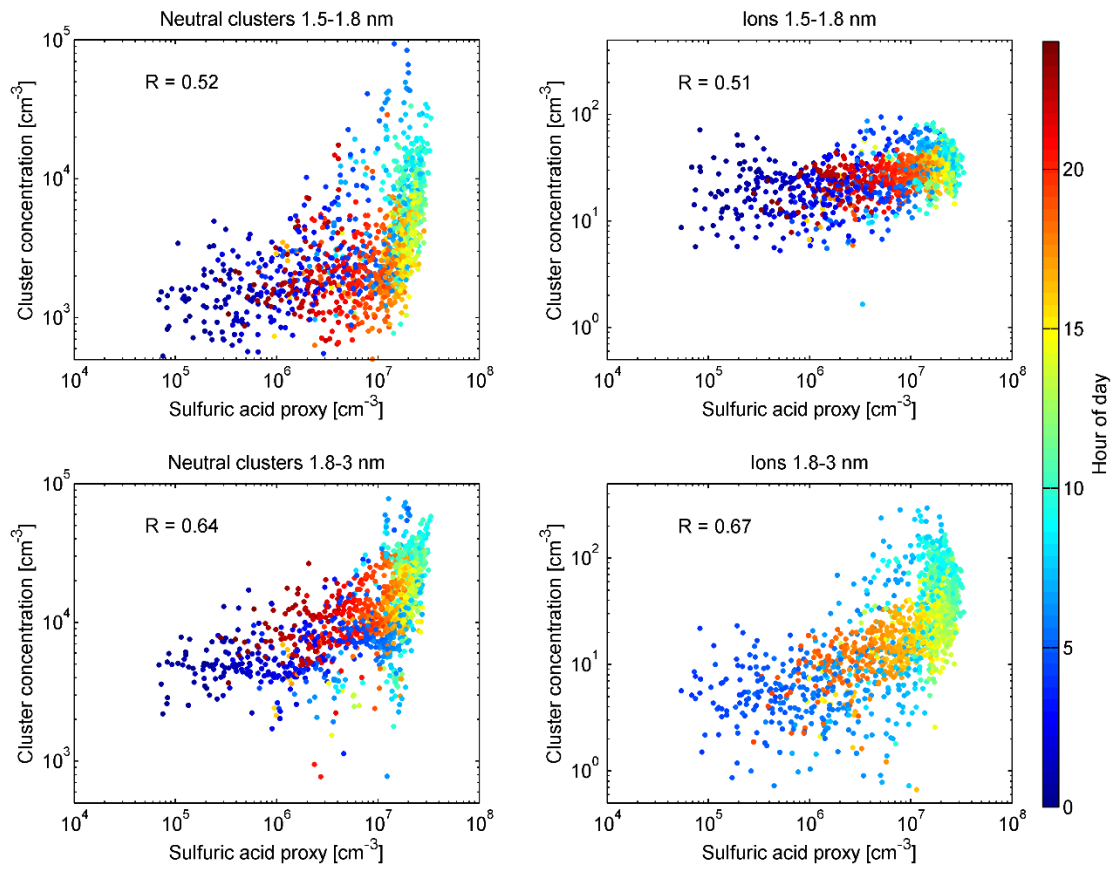 Neutral clusters 1.5-1.8 nm
10^5
10^4
10^3
Cluster concentration [cm^-3]
R = 0.52
10^4 10^5 10^6 10^7 10^8
Sulfuric acid proxy [cm^-3]
Ions 1.5-1.8 nm
10^2
10^1
10^0
Cluster concentration [cm^-3]
R = 0.51
10^4 10^5 10^6 10^7 10^8
Sulfuric acid proxy [cm^-3]
Neutral clusters 1.8-3 nm
10^5
10^4
10^3
Cluster concentration [cm^-3]
R = 0.64
10^4 10^5 10^6 10^7 10^8
Sulfuric acid proxy [cm^-3]
Ions 1.8-3 nm
10^2
10^1
10^0
Cluster concentration [cm^-3]
R = 0.67
10^4 10^5 10^6 10^7 10^8
Sulfuric acid proxy [cm^-3]
20
15
10
5
0
Hour of day